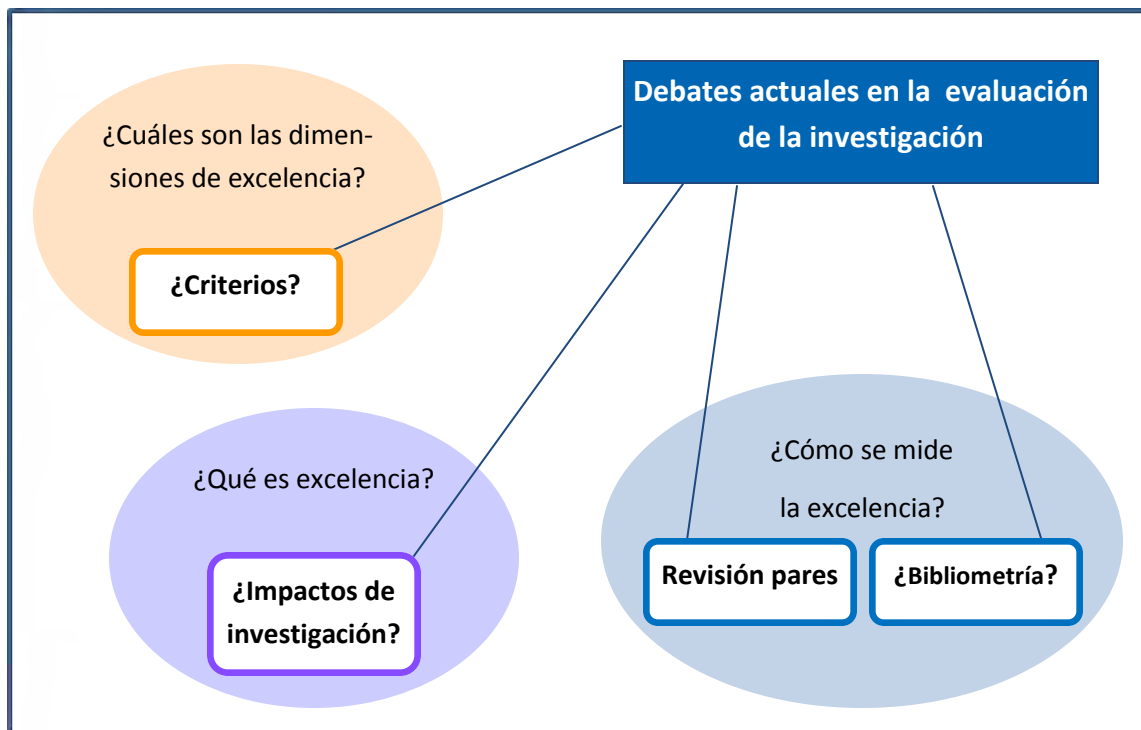 Debates actuales en la evaluación
de la investigación
¿Cuáles son las dimen-
siones de excelencia?
¿Criterios?
¿Qué es excelencia?
¿Impactos de
investigación?
¿Cómo se mide
la excelencia?
Revisión pares
¿Bibliometría?